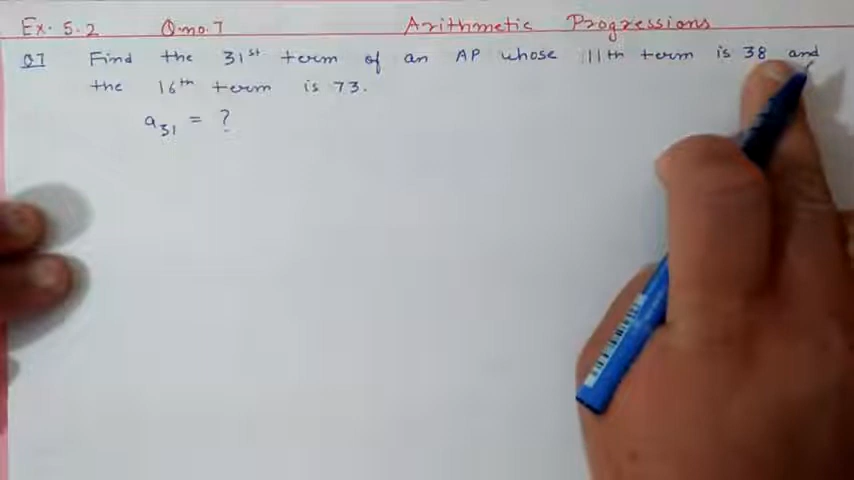 Ex. 5.2 Q.no.7 Arithmetic Progressions
Q7 Find the 31st term of an AP whose 11th term is 38 and
the 16th term is 73.
a31 = ?